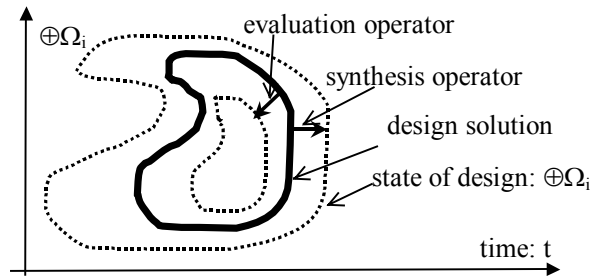 ⊕Ωi
evaluation operator
synthesis operator
design solution
state of design: ⊕Ωi
time: t